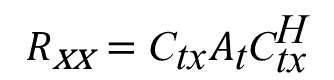 R_{XX} = C_{tx} A_t C_{tx}^H